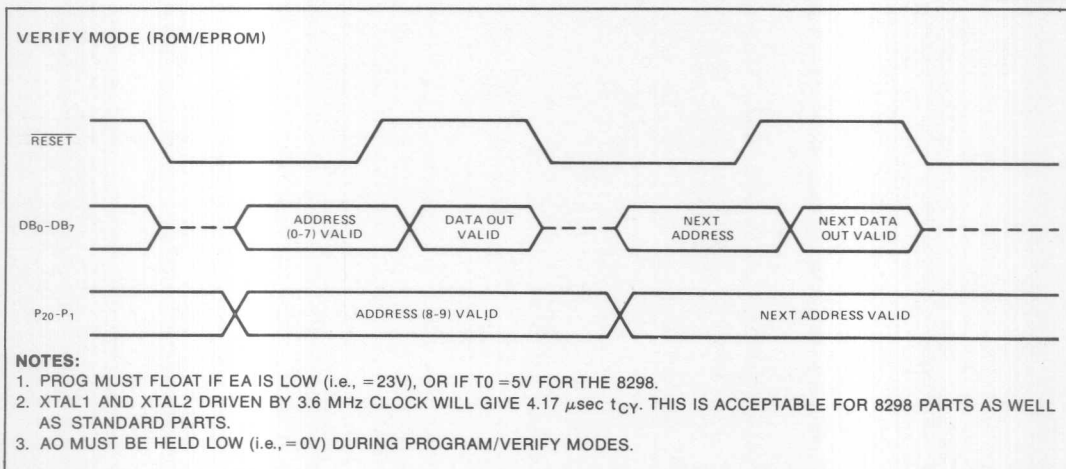 VERIFY MODE (ROM/EPROM)
RESET
DB0-DB7
ADDRESS
(0-7) VALID
DATA OUT
VALID
NEXT
ADDRESS
NEXT DATA
OUT VALID
P20-P1
ADDRESS (8-9) VALID
NEXT ADDRESS VALID
NOTES:
1. PROG MUST FLOAT IF EA IS LOW (i.e., =23V), OR IF T0 =5V FOR THE 8298.
2. XTAL1 AND XTAL2 DRIVEN BY 3.6 MHz CLOCK WILL GIVE 4.17 μsec tCY. THIS IS ACCEPTABLE FOR 8298 PARTS AS WELL
AS STANDARD PARTS.
3. AO MUST BE HELD LOW (i.e., =0V) DURING PROGRAM/VERIFY MODES.